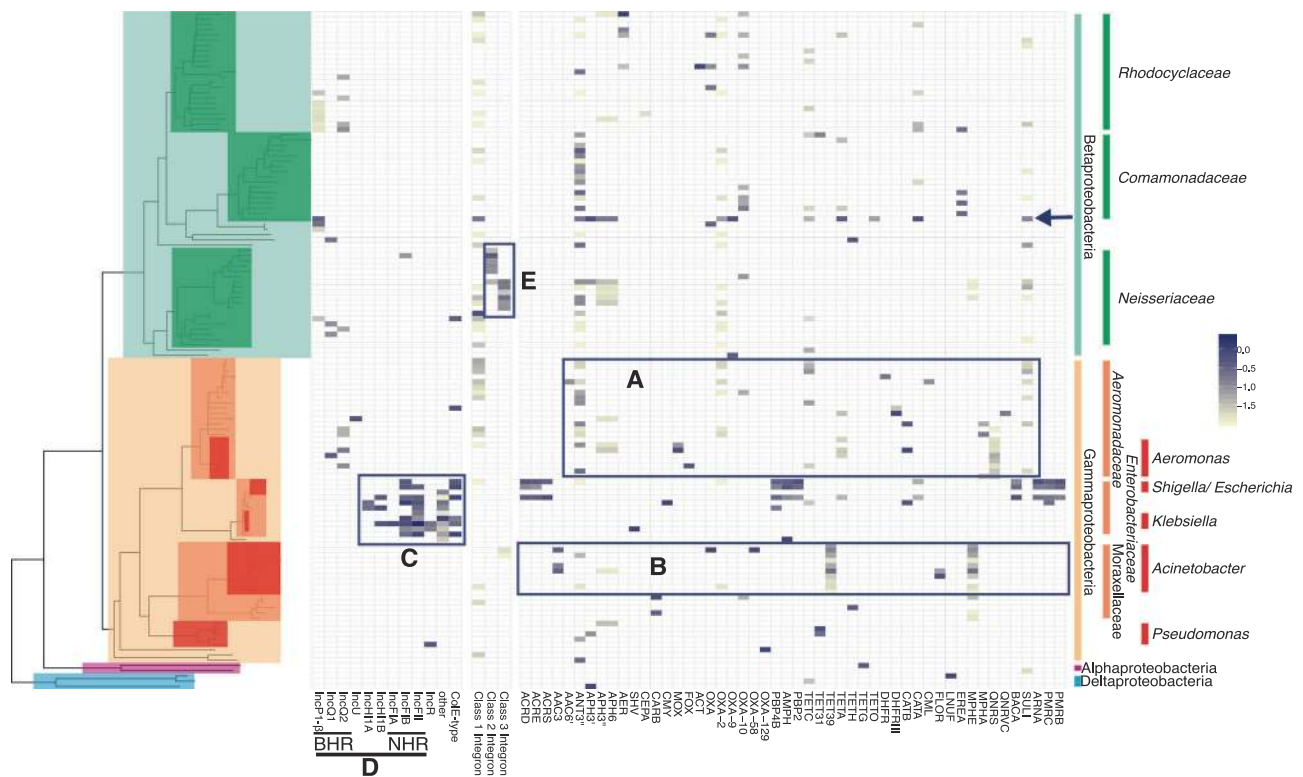 Rhodocyclaceae
Comamonadaceae
Neisseriaceae
Betaproteobacteria
Gammaproteobacteria
Aeromonadaceae
Enterobacteriaceae
Moraxellaceae
Aeromonas
Shigella/ Escherichia
Klebsiella
Acinetobacter
Pseudomonas
Alphaproteobacteria
Deltaproteobacteria
E
A
C
B
0.0
-0.5
-1.0
-1.5
IncP1-β
IncQ1
IncQ2
IncU
IncHI1A
IncHI1B
IncFIA
IncFIB
IncFII
IncR
other
ColE-type
Class 1 Integron
Class 2 Integron
Class 3 Integron
ACRD
ACRE
ACRS
AAC3
AAC6'
ANT3"
APH3'
APH3"
APH6
AER
SHV
CEPA
CARB
CMY
MOX
FOX
ACT
OXA
OXA-2
OXA-9
OXA-10
OXA-58
OXA-129
PBP4B
AMPH
PBP2
TETC
TET31
TET39
TETA
TETH
TETG
TETO
DHFRI
DHFRIII
CATB
CATA
CML
FLOR
LNUF
EREA
MPHE
MPHA
QNRS
QNRVC
BACA
SULI
ARNA
PMRC
PMRB
BHR
NHR
D